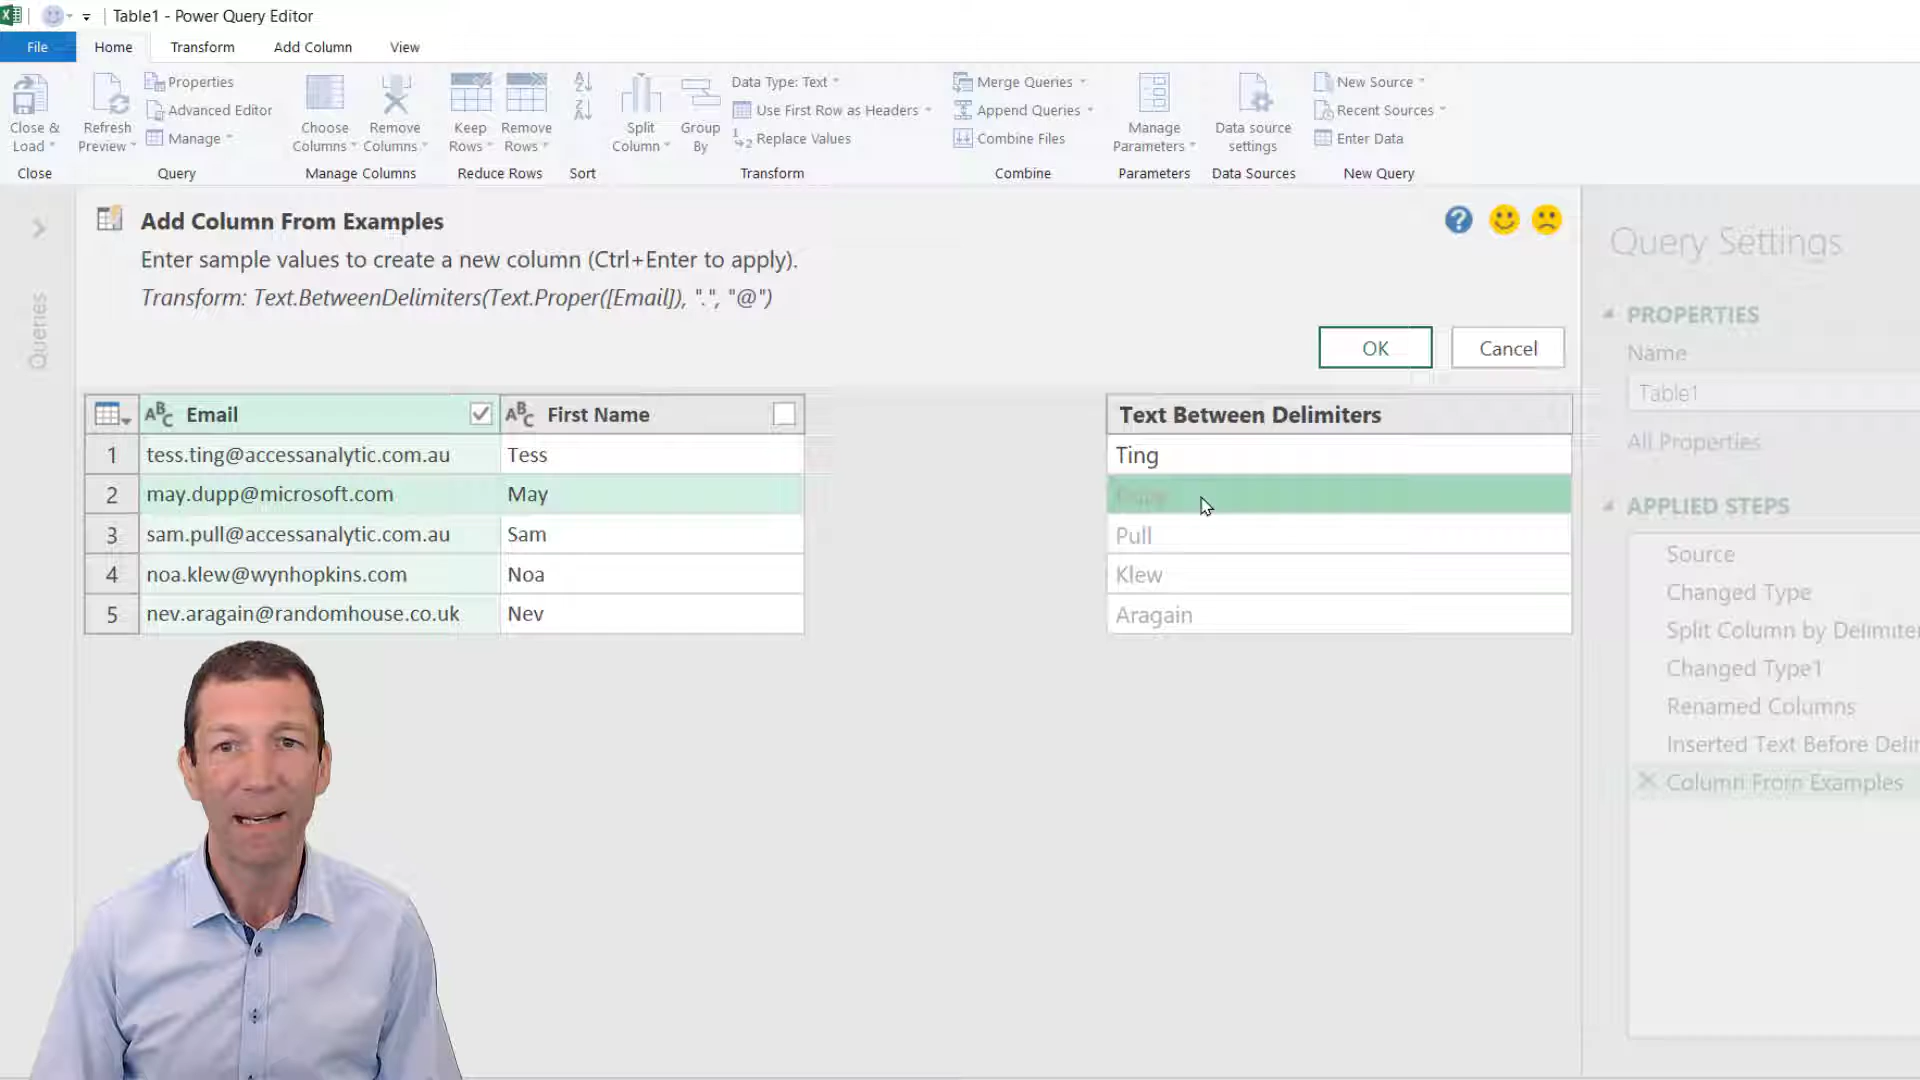 Table1 - Power Query Editor
File Home Transform Add Column View
Close & Load
Refresh Preview
Properties
Advanced Editor
Manage
Choose Columns
Remove Columns
Keep Rows
Remove Rows
Split Column
Group By
Data Type: Text
Use First Row as Headers
Replace Values
Merge Queries
Append Queries
Combine Files
Manage Parameters
Data source settings
New Source
Recent Sources
Enter Data
Close Query Manage Columns Reduce Rows Sort Transform Combine Parameters Data Sources New Query
Queries
Add Column From Examples
Enter sample values to create a new column (Ctrl+Enter to apply).
Transform: Text.BetweenDelimiters(Text.Proper([Email]), ".", "@")
OK Cancel
Email First Name Text Between Delimiters
1 tess.ting@accessanalytic.com.au Tess Ting
2 may.dupp@microsoft.com May
3 sam.pull@accessanalytic.com.au Sam Pull
4 noa.klew@wynhopkins.com Noa Klew
5 nev.aragain@randomhouse.co.uk Nev Aragain
Query Settings
PROPERTIES
Name
Table1
All Properties
APPLIED STEPS
Source
Changed Type
Split Column by Delimiter
Changed Type1
Renamed Columns
Inserted Text Before Deli
Column From Examples